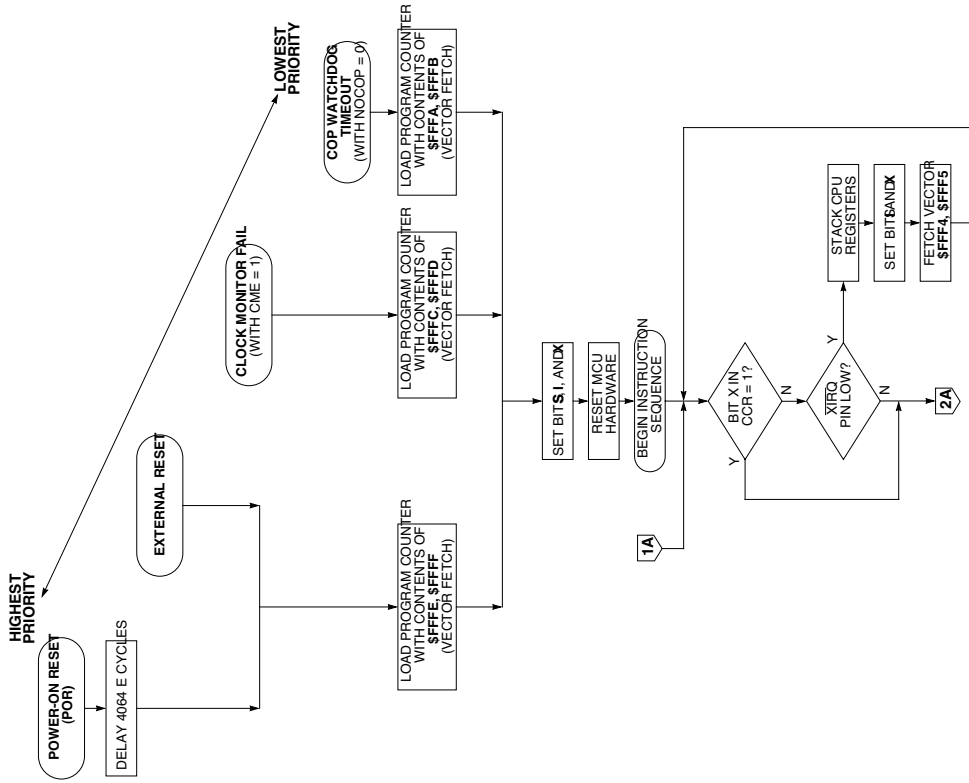 HIGHEST
PRIORITY
POWER-ON RESET
(POR)
DELAY 4064 E CYCLES
EXTERNAL RESET
CLOCK MONITOR FAIL
(WITH CME = 1)
LOWEST
PRIORITY
COP WATCHDOG
TIMEOUT
(WITH NOCOP = 0)
LOAD PROGRAM COUNTER
WITH CONTENTS OF
$FFFE, $FFFF
(VECTOR FETCH)
LOAD PROGRAM COUNTER
WITH CONTENTS OF
$FFFC, $FFFD
(VECTOR FETCH)
LOAD PROGRAM COUNTER
WITH CONTENTS OF
$FFFA, $FFFB
(VECTOR FETCH)
SET BITS S, I, AND X
RESET MCU
HARDWARE
BEGIN INSTRUCTION
SEQUENCE
1A
BIT X IN
CCR = 1?
Y
N
XIRQ
PIN LOW?
Y
N
STACK CPU
REGISTERS
SET BITS S AND X
FETCH VECTOR
$FFF4, $FFF5
2A